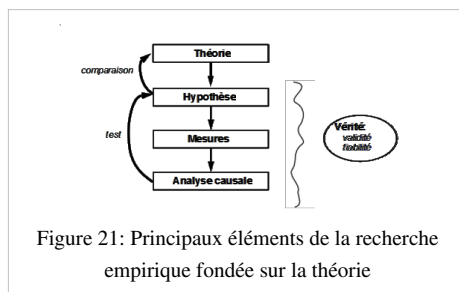 Théorie
comparaison
Hypothèse
Vérité:
validité
fiabilité
test
Mesures
Analyse causale
Figure 21: Principaux éléments de la recherche
empirique fondée sur la théorie